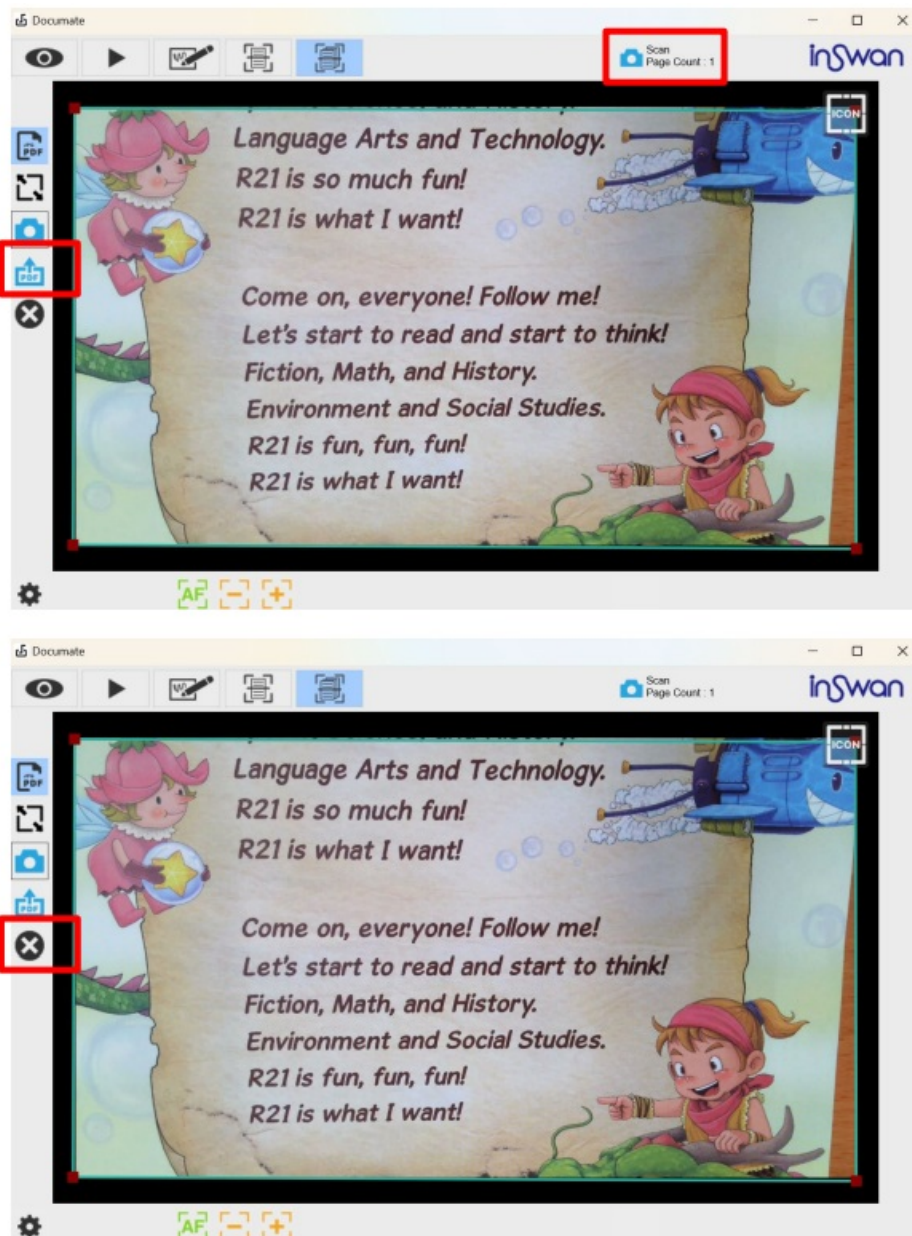 Documate
Scan
Page Count : 1
inSwan
ICON
PDF
Language Arts and Technology.
R21 is so much fun!
R21 is what I want!
PDF
Come on, everyone! Follow me!
Let's start to read and start to think!
Fiction, Math, and History.
Environment and Social Studies.
R21 is fun, fun, fun!
R21 is what I want!
AF
Documate
Scan
Page Count : 1
inSwan
ICON
PDF
Language Arts and Technology.
R21 is so much fun!
R21 is what I want!
PDF
Come on, everyone! Follow me!
Let's start to read and start to think!
Fiction, Math, and History.
Environment and Social Studies.
R21 is fun, fun, fun!
R21 is what I want!
AF